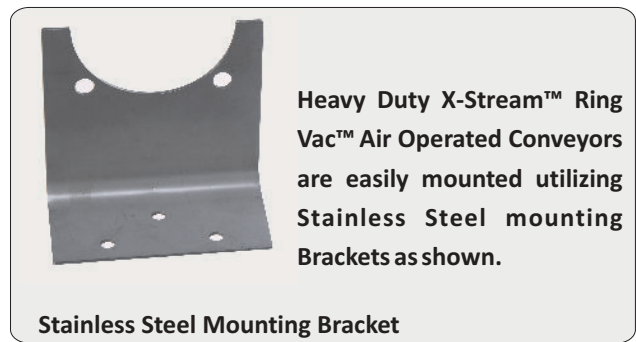 Heavy Duty X-Stream™ Ring
Vac™ Air Operated Conveyors
are easily mounted utilizing
Stainless Steel mounting
Brackets as shown.
Stainless Steel Mounting Bracket